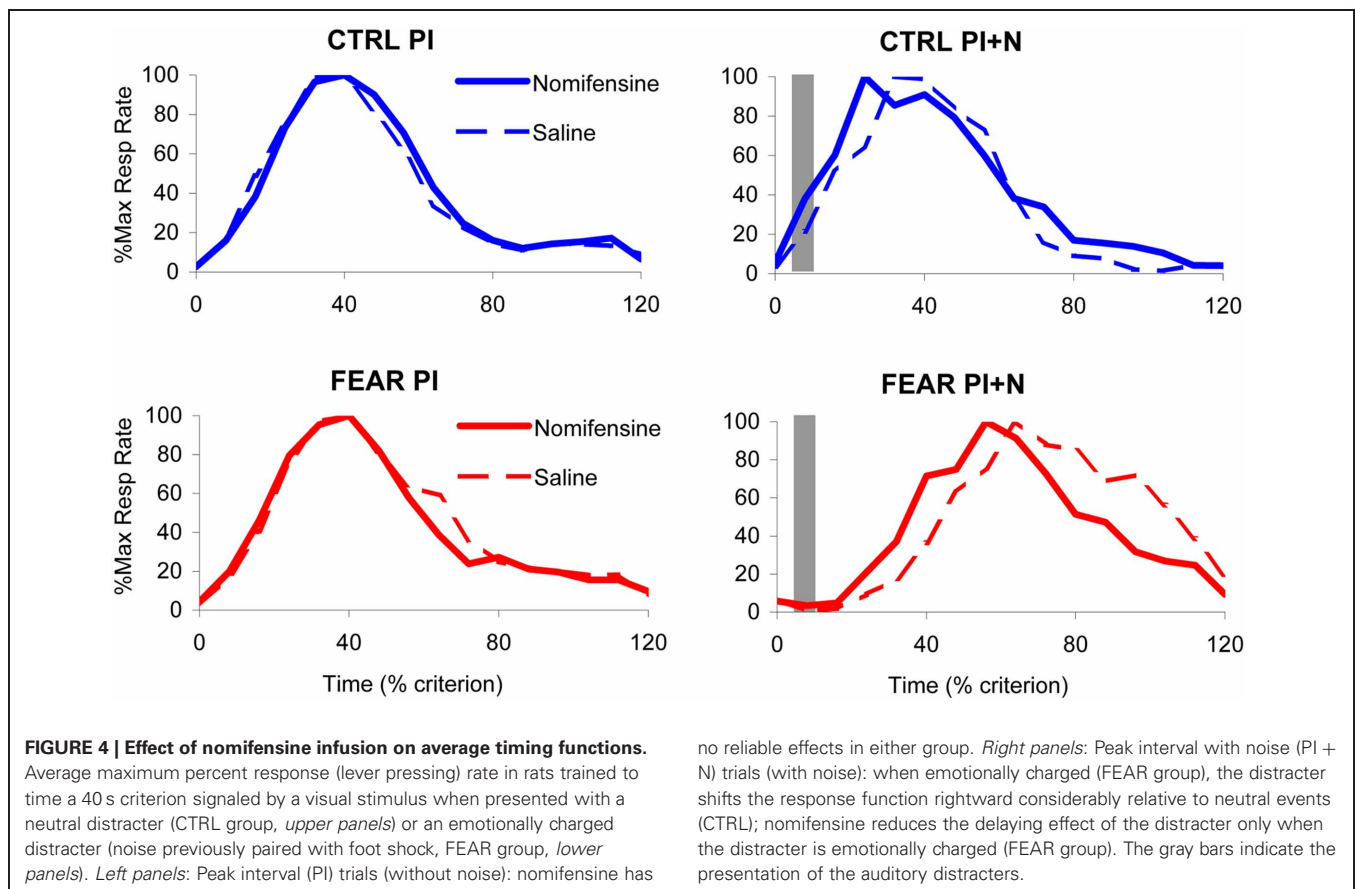 CTRL PI
CTRL PI+N
%Max Resp Rate
100
80
60
40
20
0
0
40
80
120
Nomifensine
Saline
100
80
60
40
20
0
0
40
80
120
FEAR PI
FEAR PI+N
%Max Resp Rate
100
80
60
40
20
0
0
40
80
120
Nomifensine
Saline
Time (% criterion)
100
80
60
40
20
0
0
40
80
120
Time (% criterion)
FIGURE 4 | Effect of nomifensine infusion on average timing functions.
Average maximum percent response (lever pressing) rate in rats trained to
time a 40 s criterion signaled by a visual stimulus when presented with a
neutral distracter (CTRL group, upper panels) or an emotionally charged
distracter (noise previously paired with foot shock, FEAR group, lower
panels). Left panels: Peak interval (PI) trials (without noise): nomifensine has
no reliable effects in either group. Right panels: Peak interval with noise (PI +
N) trials (with noise): when emotionally charged (FEAR group), the distracter
shifts the response function rightward considerably relative to neutral events
(CTRL); nomifensine reduces the delaying effect of the distracter only when
the distracter is emotionally charged (FEAR group). The gray bars indicate the
presentation of the auditory distracters.